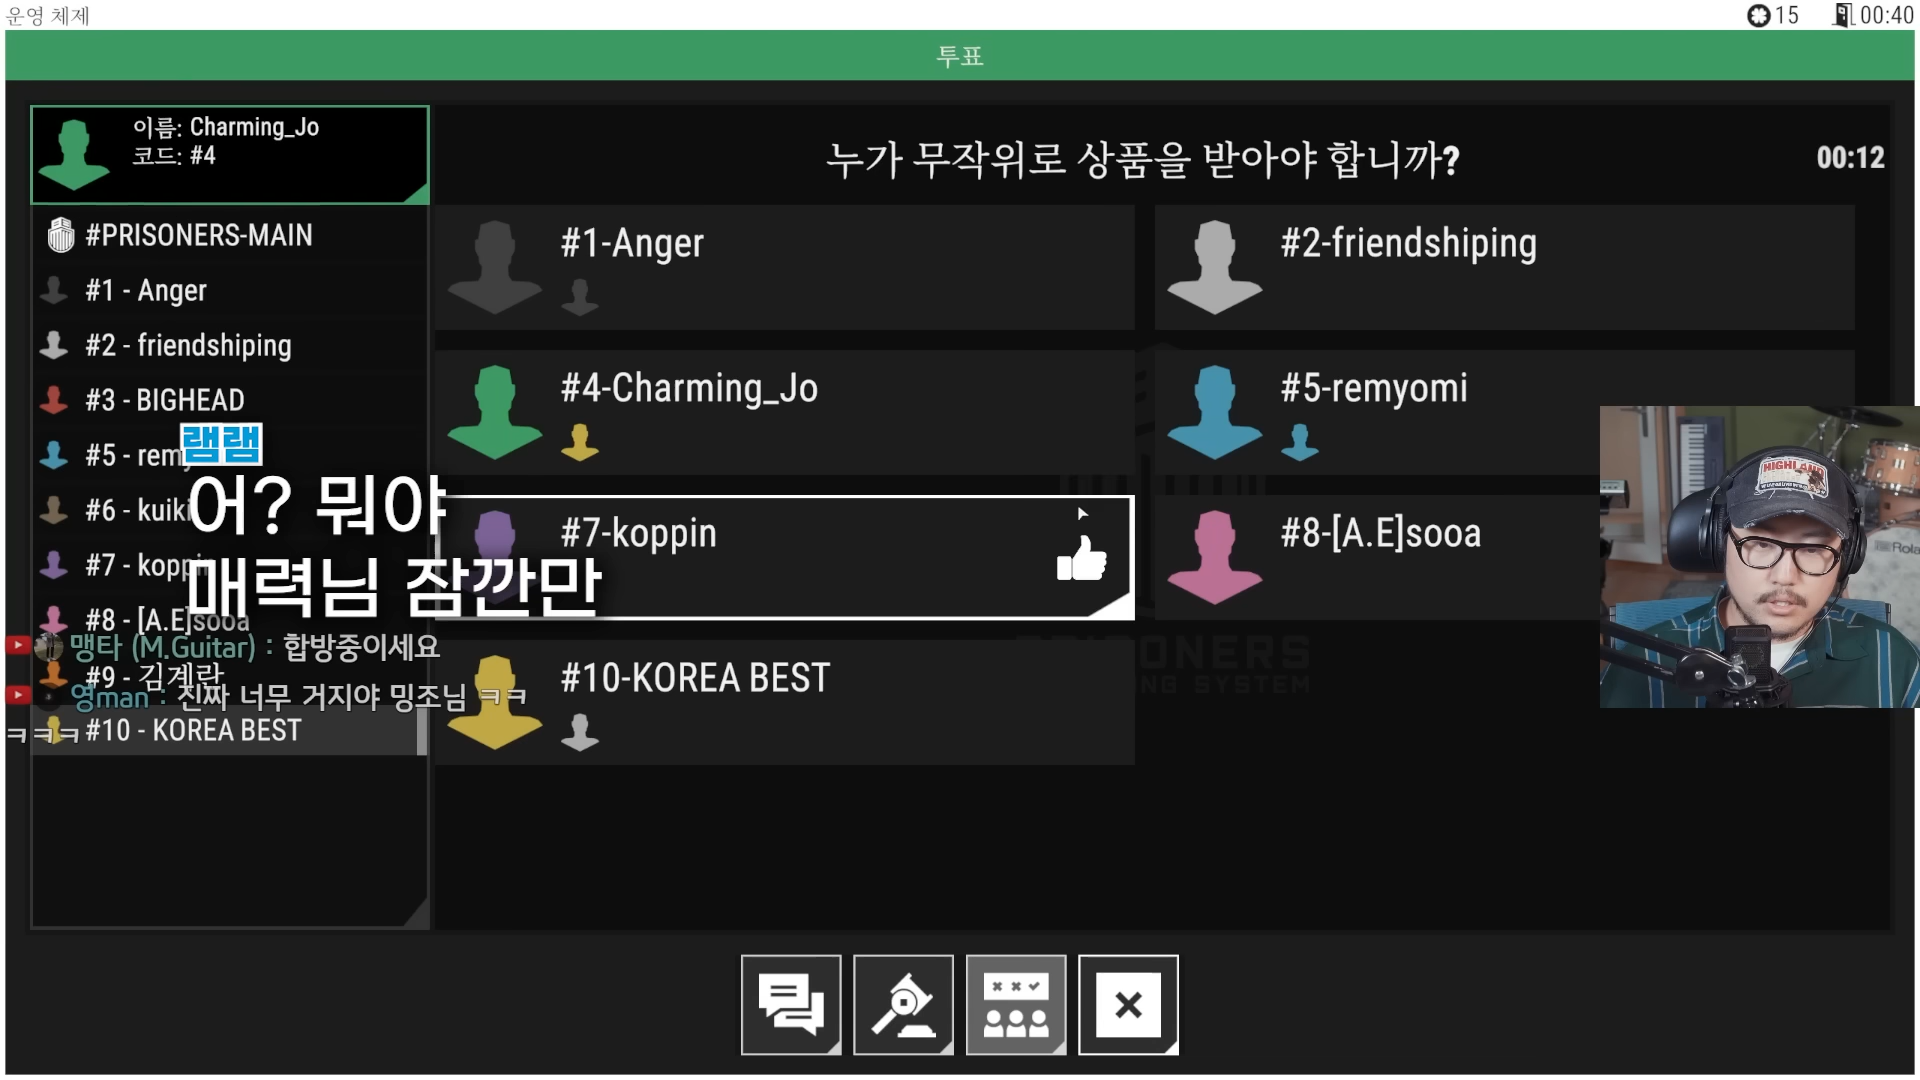 운영 체제
15
00:40
투표
이름: Charming_Jo
코드: #4
누가 무작위로 상품을 받아야 합니까?
00:12
#PRISONERS-MAIN
#1 - Anger
#2 - friendshiping
#3 - BIGHEAD
#5 - remy
#6 - kuiki
#7 - koppin
#8 - [A.E]sooa
#9 - 김계란
#10 - KOREA BEST
#1-Anger
#2-friendshiping
#4-Charming_Jo
#5-remyomi
#7-koppin
#8-[A.E]sooa
#10-KOREA BEST
램램
어? 뭐야
매력님 잠깐만
맹타 (M.Guitar) : 합방중이세요
영man : 진짜 너무 거지야 밍조님 ㅋㅋ
ㅋㅋㅋ
HIGHLAND
Rola